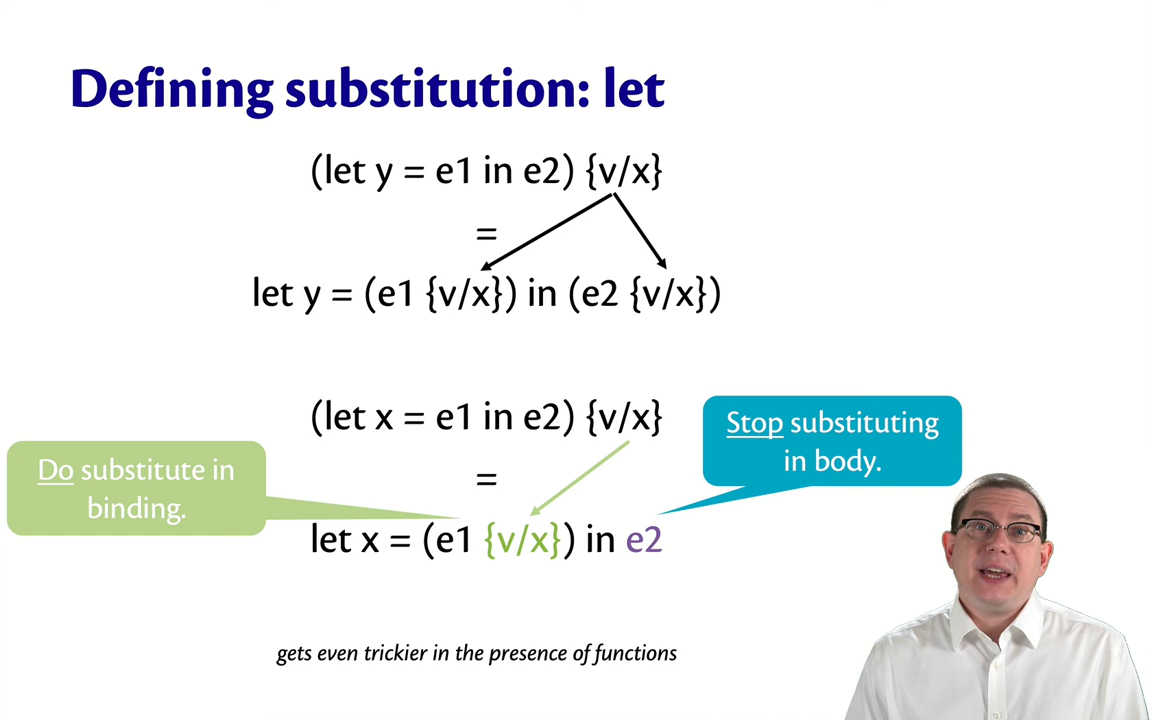 Defining substitution: let
(let y = e1 in e2) {v/x}
=
let y = (e1 {v/x}) in (e2 {v/x})
(let x = e1 in e2) {v/x}
Stop substituting
in body.
Do substitute in
binding.
=
let x = (e1 {v/x}) in e2
gets even trickier in the presence of functions